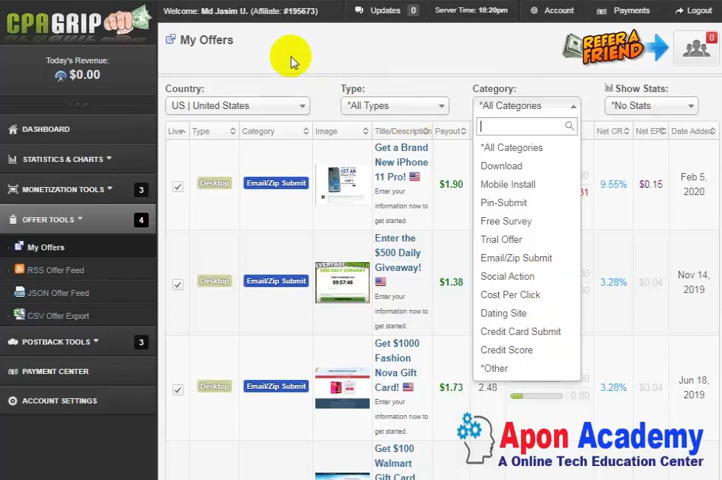 CPAGRIP
Welcome: Md Jasim U. (Affiliate: #195673)
Updates 0
Server Time: 10:20pm
Account
Payments
Logout
Today's Revenue:
$0.00
My Offers
REFER A
FRIEND
0
Country:
US | United States
Type:
*All Types
Category:
*All Categories
Show Stats:
*No Stats
*All Categories
Download
Mobile Install
Pin-Submit
Free Survey
Trial Offer
Email/Zip Submit
Social Action
Cost Per Click
Dating Site
Credit Card Submit
Credit Score
*Other
DASHBOARD
STATISTICS & CHARTS
MONETIZATION TOOLS 3
OFFER TOOLS 4
My Offers
RSS Offer Feed
JSON Offer Feed
CSV Offer Export
POSTBACK TOOLS 3
PAYMENT CENTER
ACCOUNT SETTINGS
Live Type Category Image Title/Description Payout Net CR Net EPC Date Added
Desktop
Email/Zip Submit
Get a Brand
New iPhone
11 Pro!
Enter your
information now to
get started.
$1.90
9.55%
$0.15
Feb 5,
2020
Desktop
Email/Zip Submit
09:57:46
Enter the
$500 Daily
Giveaway!
Enter your
information now to
get started.
$1.38
3.28%
$0.04
Nov 14,
2019
Desktop
Email/Zip Submit
Get $1000
Fashion
Nova Gift
Card!
Enter your
information now to
get started.
$1.73
2.48
0.00
3.28%
$0.04
Jun 18,
2019
Get $100
Walmart
Gift Card
Apon Academy
A Online Tech Education Center